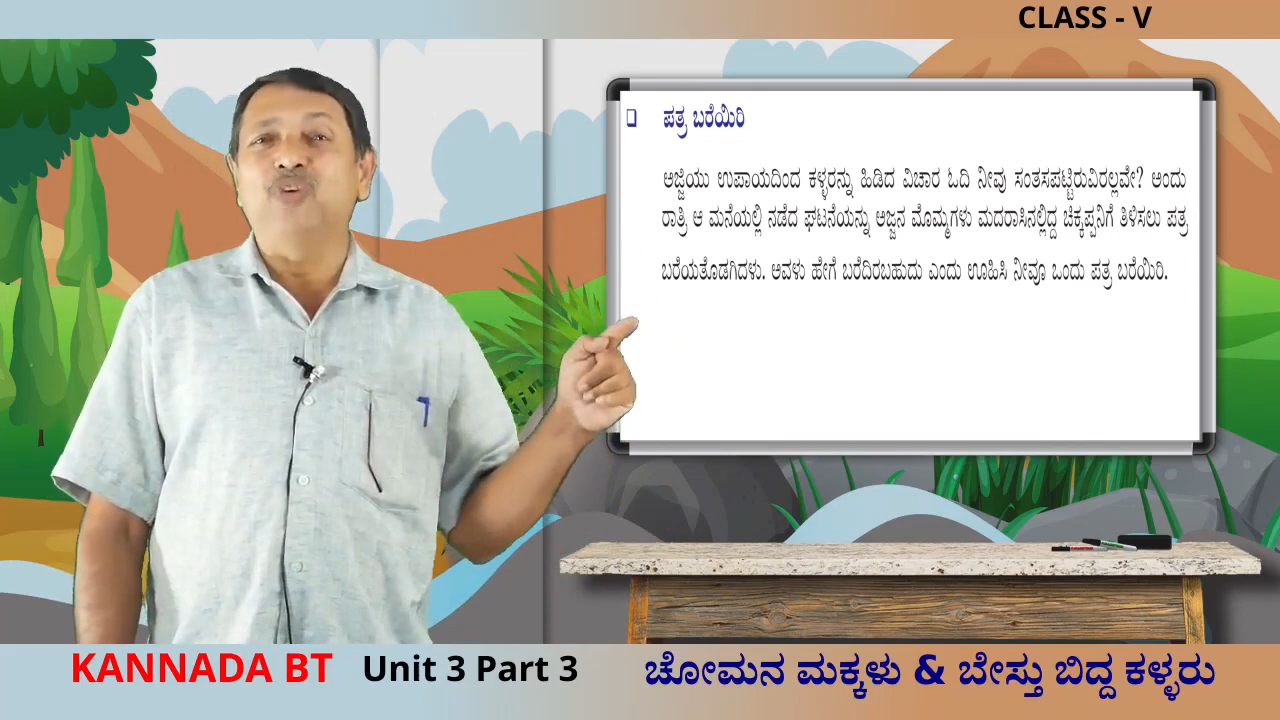 CLASS - V
ಪತ್ರ ಬರೆಯಿರಿ
ಅಜ್ಜಿಯು ಉಪಾಯದಿಂದ ಕಳ್ಳರನ್ನು ಹಿಡಿದ ವಿಚಾರ ಓದಿ ನೀವು ಸಂತಸಪಟ್ಟಿರುವಿರಲ್ಲವೇ? ಅಂದು
ರಾತ್ರಿ ಆ ಮನೆಯಲ್ಲಿ ನಡೆದ ಘಟನೆಯನ್ನು ಅಜ್ಜನ ಮೊಮ್ಮಗಳು ಮದರಾಸಿನಲ್ಲಿದ್ದ ಚಿಕ್ಕಪ್ಪನಿಗೆ ತಿಳಿಸಲು ಪತ್ರ
ಬರೆಯತೊಡಗಿದಳು. ಅವಳು ಹೇಗೆ ಬರೆದಿರಬಹುದು ಎಂದು ಊಹಿಸಿ ನೀವೂ ಒಂದು ಪತ್ರ ಬರೆಯಿರಿ.
KANNADA BT Unit 3 Part 3 ಚೋಮನ ಮಕ್ಕಳು & ಬೇಸ್ತು ಬಿದ್ದ ಕಳ್ಳರು